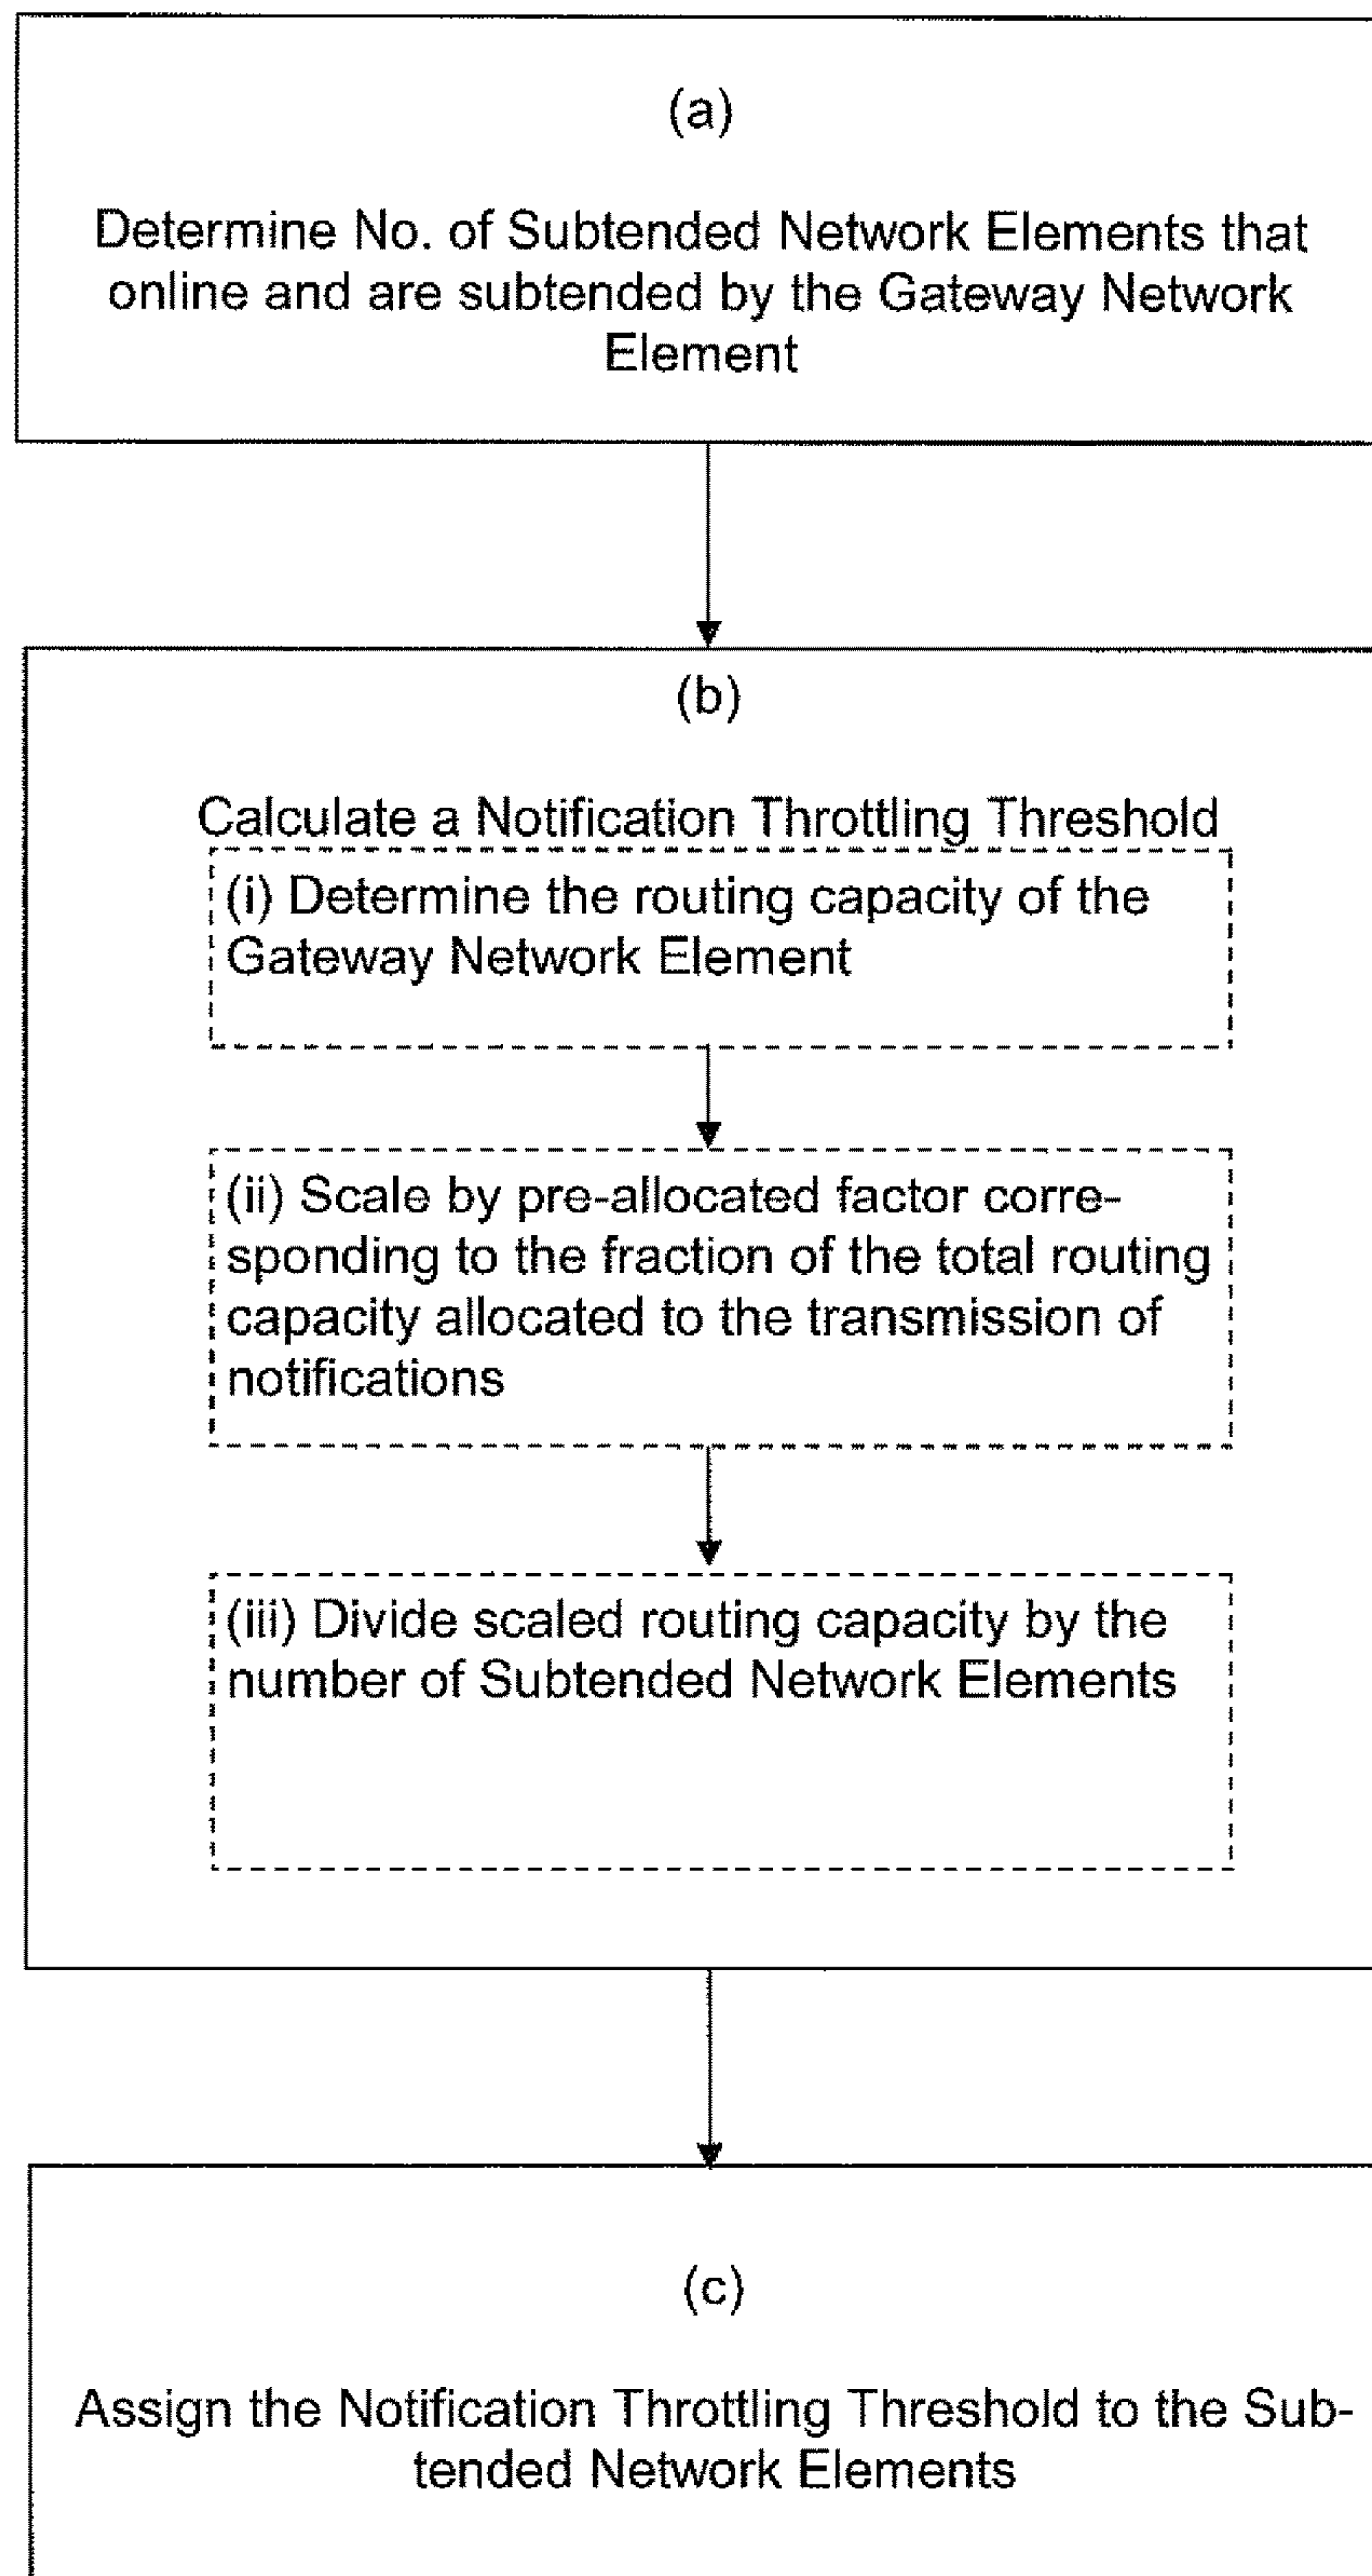 (a)
Determine No. of Subtended Network Elements that
online and are subtended by the Gateway Network
Element
(b)
Calculate a Notification Throttling Threshold
(i) Determine the routing capacity of the
Gateway Network Element
(ii) Scale by pre-allocated factor corre-
sponding to the fraction of the total routing
capacity allocated to the transmission of
notifications
(iii) Divide scaled routing capacity by the
number of Subtended Network Elements
(c)
Assign the Notification Throttling Threshold to the Sub-
tended Network Elements